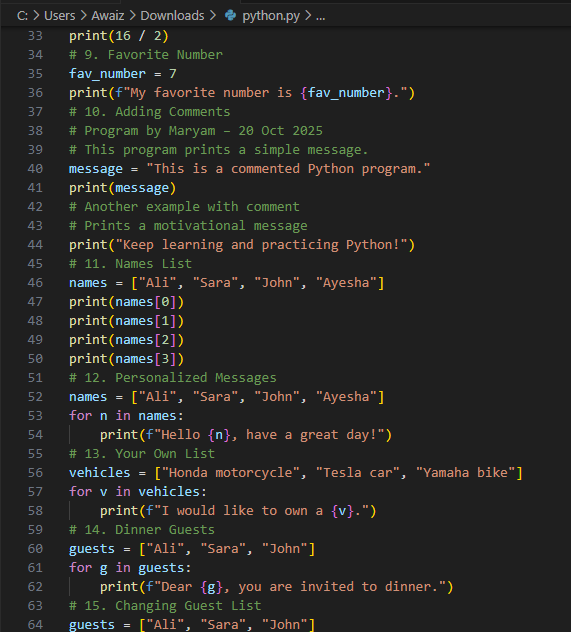 C: > Users > Awaiz > Downloads > python.py > ...
33 print(16 / 2)
34 # 9. Favorite Number
35 fav_number = 7
36 print(f"My favorite number is {fav_number}.")
37 # 10. Adding Comments
38 # Program by Maryam – 20 Oct 2025
39 # This program prints a simple message.
40 message = "This is a commented Python program."
41 print(message)
42 # Another example with comment
43 # Prints a motivational message
44 print("Keep learning and practicing Python!")
45 # 11. Names List
46 names = ["Ali", "Sara", "John", "Ayesha"]
47 print(names[0])
48 print(names[1])
49 print(names[2])
50 print(names[3])
51 # 12. Personalized Messages
52 names = ["Ali", "Sara", "John", "Ayesha"]
53 for n in names:
54     print(f"Hello {n}, have a great day!")
55 # 13. Your Own List
56 vehicles = ["Honda motorcycle", "Tesla car", "Yamaha bike"]
57 for v in vehicles:
58     print(f"I would like to own a {v}.")
59 # 14. Dinner Guests
60 guests = ["Ali", "Sara", "John"]
61 for g in guests:
62     print(f"Dear {g}, you are invited to dinner.")
63 # 15. Changing Guest List
64 guests = ["Ali", "Sara", "John"]